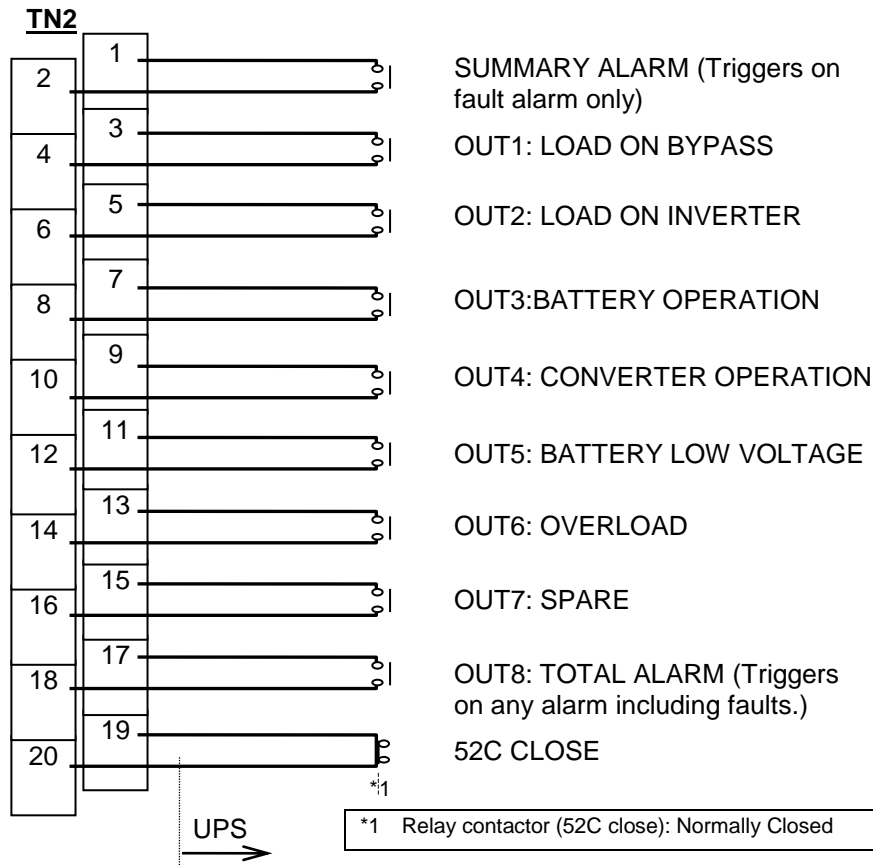 TN2
1
2
SUMMARY ALARM (Triggers on
fault alarm only)
3
4
OUT1: LOAD ON BYPASS
5
6
OUT2: LOAD ON INVERTER
7
8
OUT3:BATTERY OPERATION
9
10
OUT4: CONVERTER OPERATION
11
12
OUT5: BATTERY LOW VOLTAGE
13
14
OUT6: OVERLOAD
15
16
OUT7: SPARE
17
18
OUT8: TOTAL ALARM (Triggers
on any alarm including faults.)
19
20
52C CLOSE
*1
UPS
*1 Relay contactor (52C close): Normally Closed